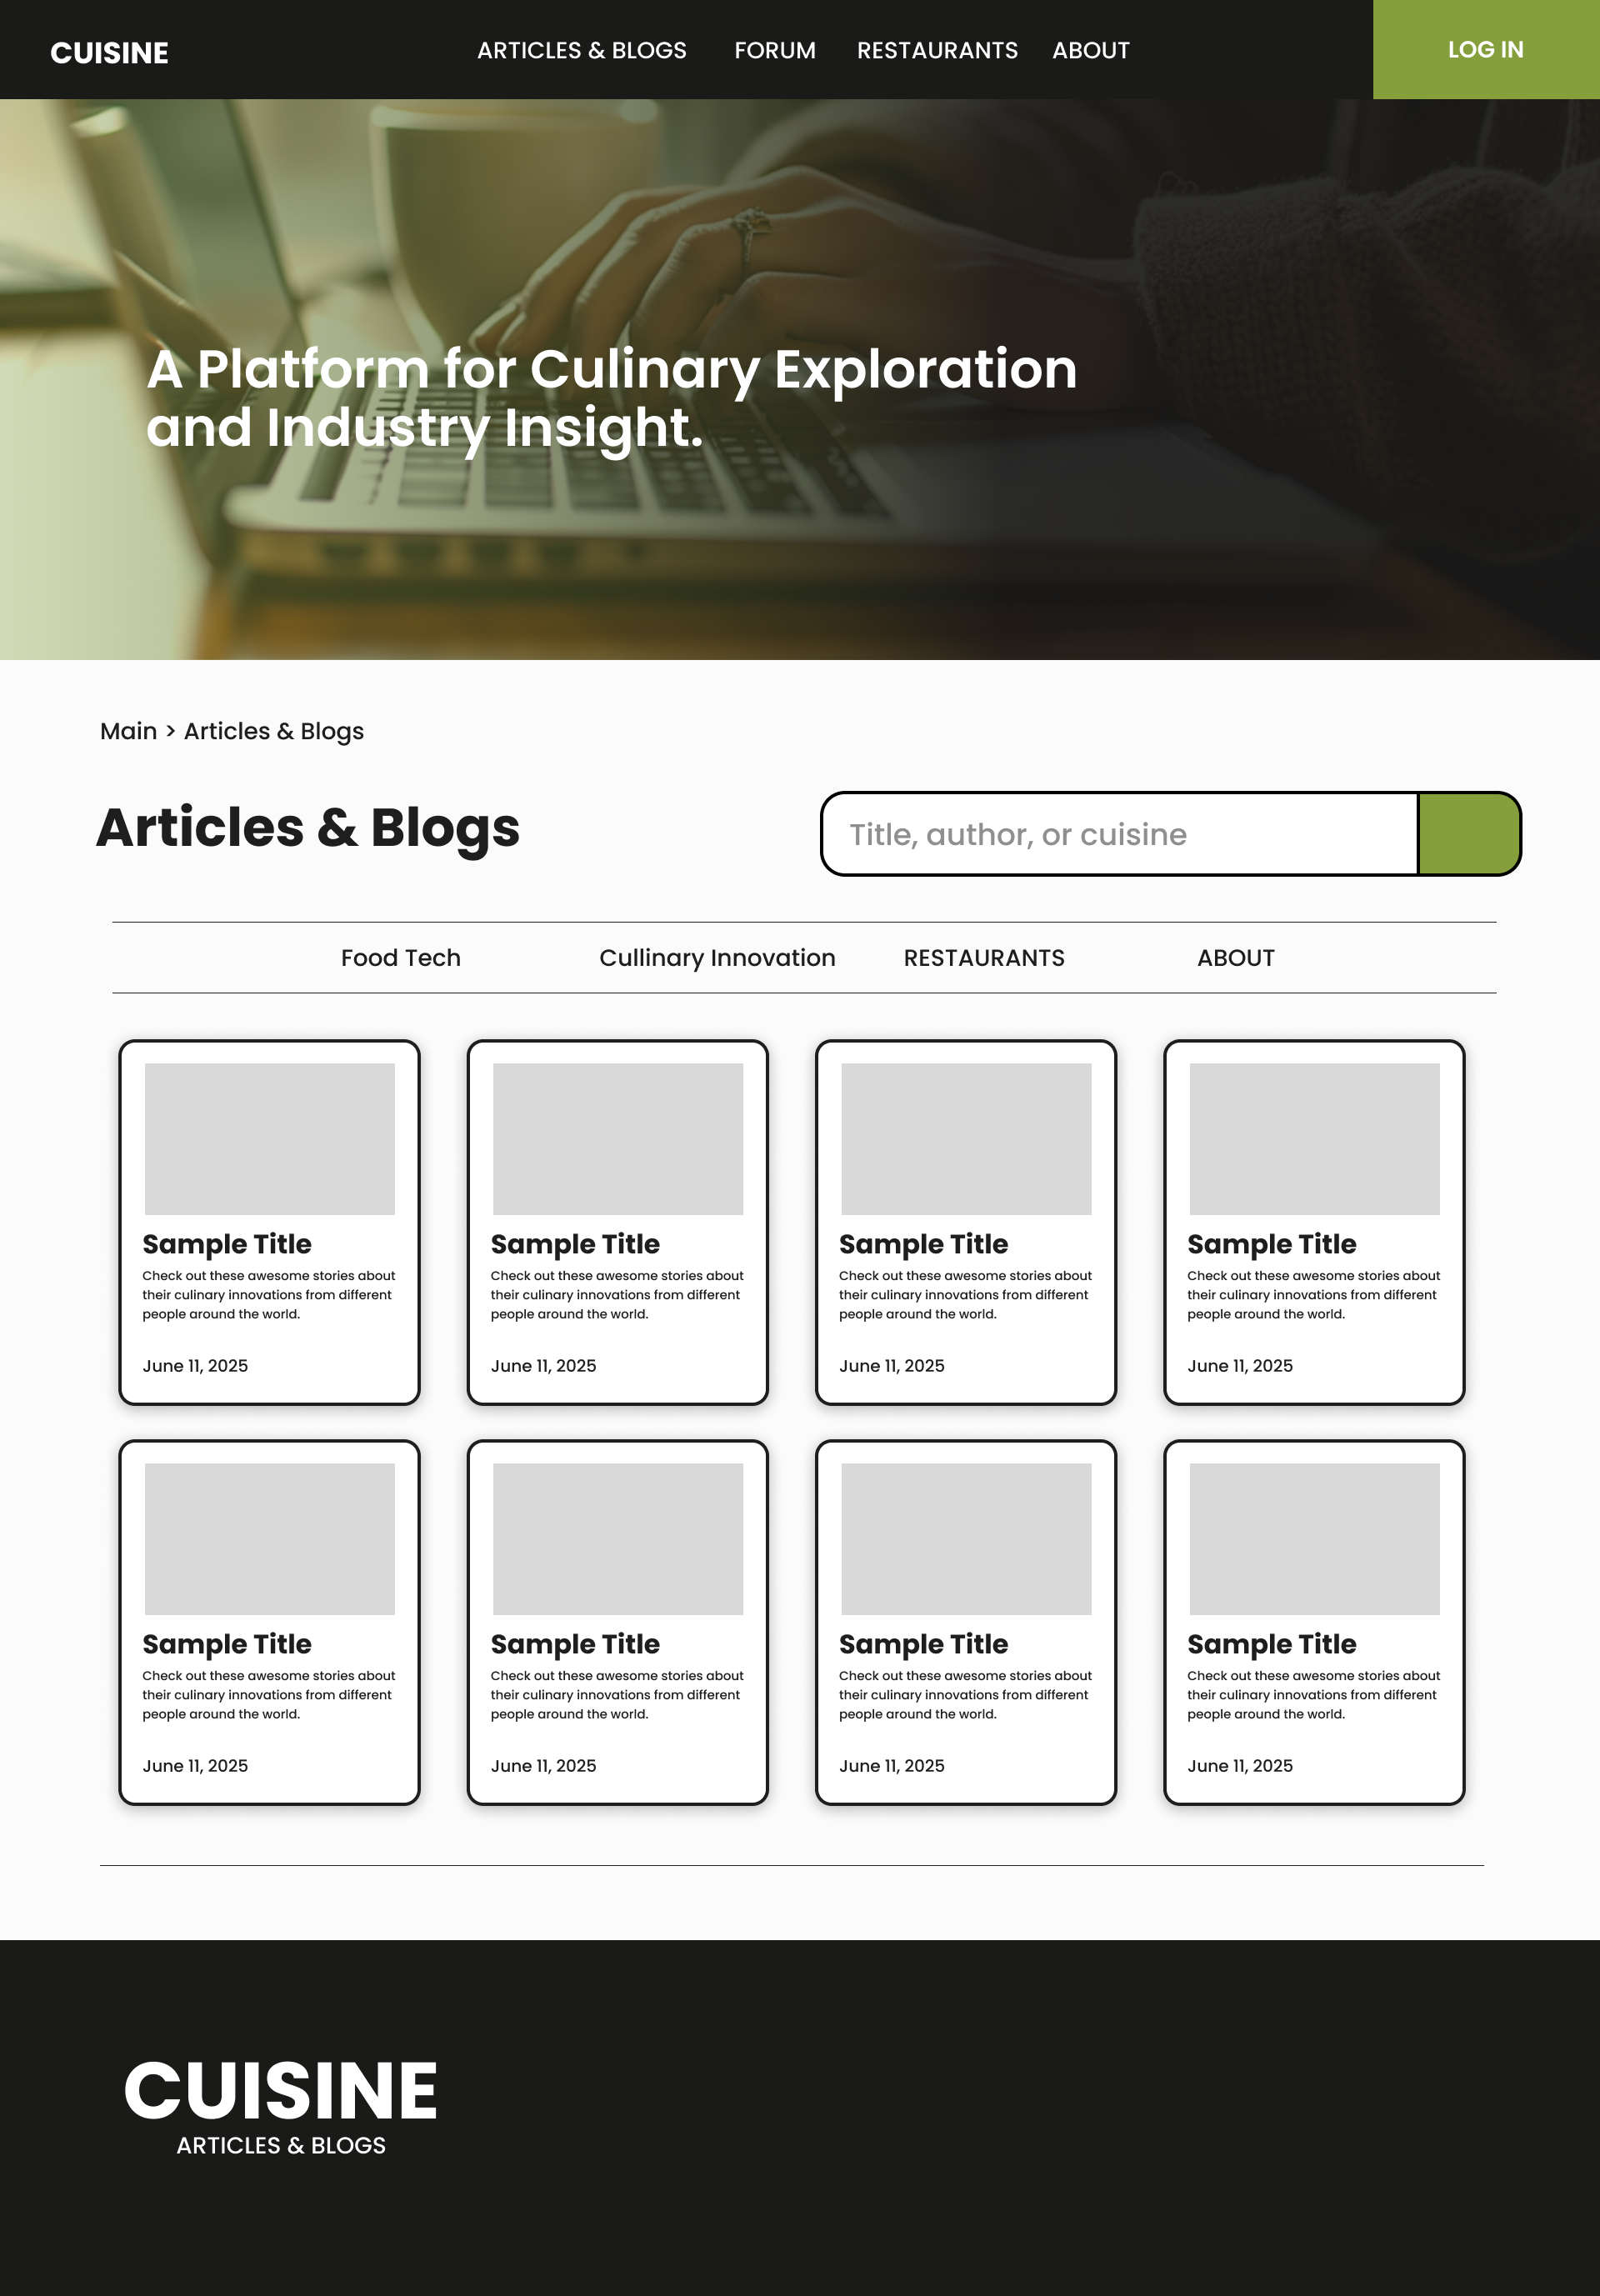 CUISINE
ARTICLES & BLOGS
FORUM
RESTAURANTS
ABOUT
LOG IN
A Platform for Culinary Exploration
and Industry Insight.
Main > Articles & Blogs
Articles & Blogs
Title, author, or cuisine
Food Tech
Cullinary Innovation
RESTAURANTS
ABOUT
Sample Title
Check out these awesome stories about
their culinary innovations from different
people around the world.
June 11, 2025
Sample Title
Check out these awesome stories about
their culinary innovations from different
people around the world.
June 11, 2025
Sample Title
Check out these awesome stories about
their culinary innovations from different
people around the world.
June 11, 2025
Sample Title
Check out these awesome stories about
their culinary innovations from different
people around the world.
June 11, 2025
Sample Title
Check out these awesome stories about
their culinary innovations from different
people around the world.
June 11, 2025
Sample Title
Check out these awesome stories about
their culinary innovations from different
people around the world.
June 11, 2025
Sample Title
Check out these awesome stories about
their culinary innovations from different
people around the world.
June 11, 2025
Sample Title
Check out these awesome stories about
their culinary innovations from different
people around the world.
June 11, 2025
CUISINE
ARTICLES & BLOGS